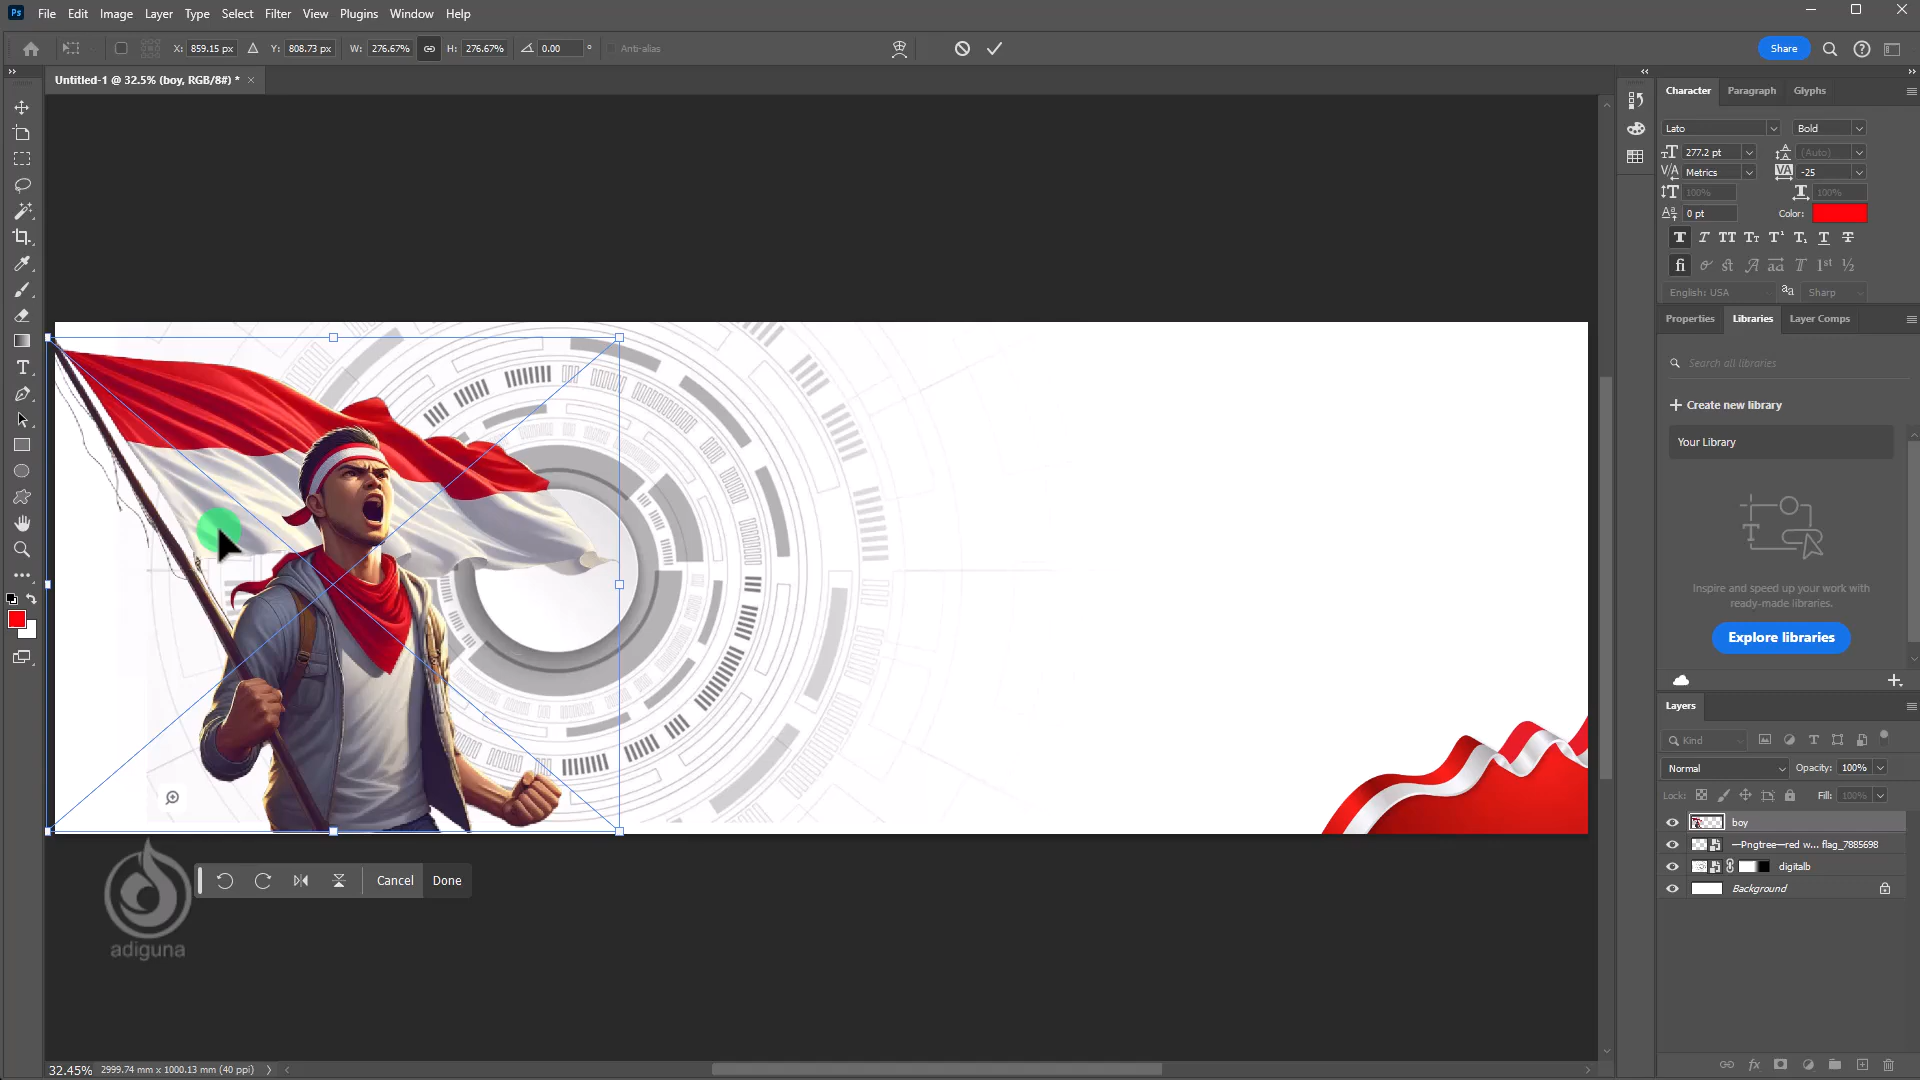 Ps File Edit Image Layer Type Select Filter View Plugins Window Help
X: 859.15 px Y: 808.73 px W: 276.67% H: 276.67% 0.00 ° Anti-alias Share
Untitled-1 @ 32.5% (boy, RGB/8#) * ×
Character Paragraph Glyphs
Lato Bold
277.2 pt (Auto)
Metrics -25
100% 100%
0 pt Color:
English: USA Sharp
Properties Libraries Layer Comps
Search all libraries
+ Create new library
Your Library
Inspire and speed up your work with
ready-made libraries.
Explore libraries
Layers
Kind
Normal Opacity: 100%
Lock: Fill: 100%
boy
—Pngtree—red w... flag_7885698
digitalb
Background
Cancel Done
adiguna
32.45% 2999.74 mm x 1000.13 mm (40 ppi)